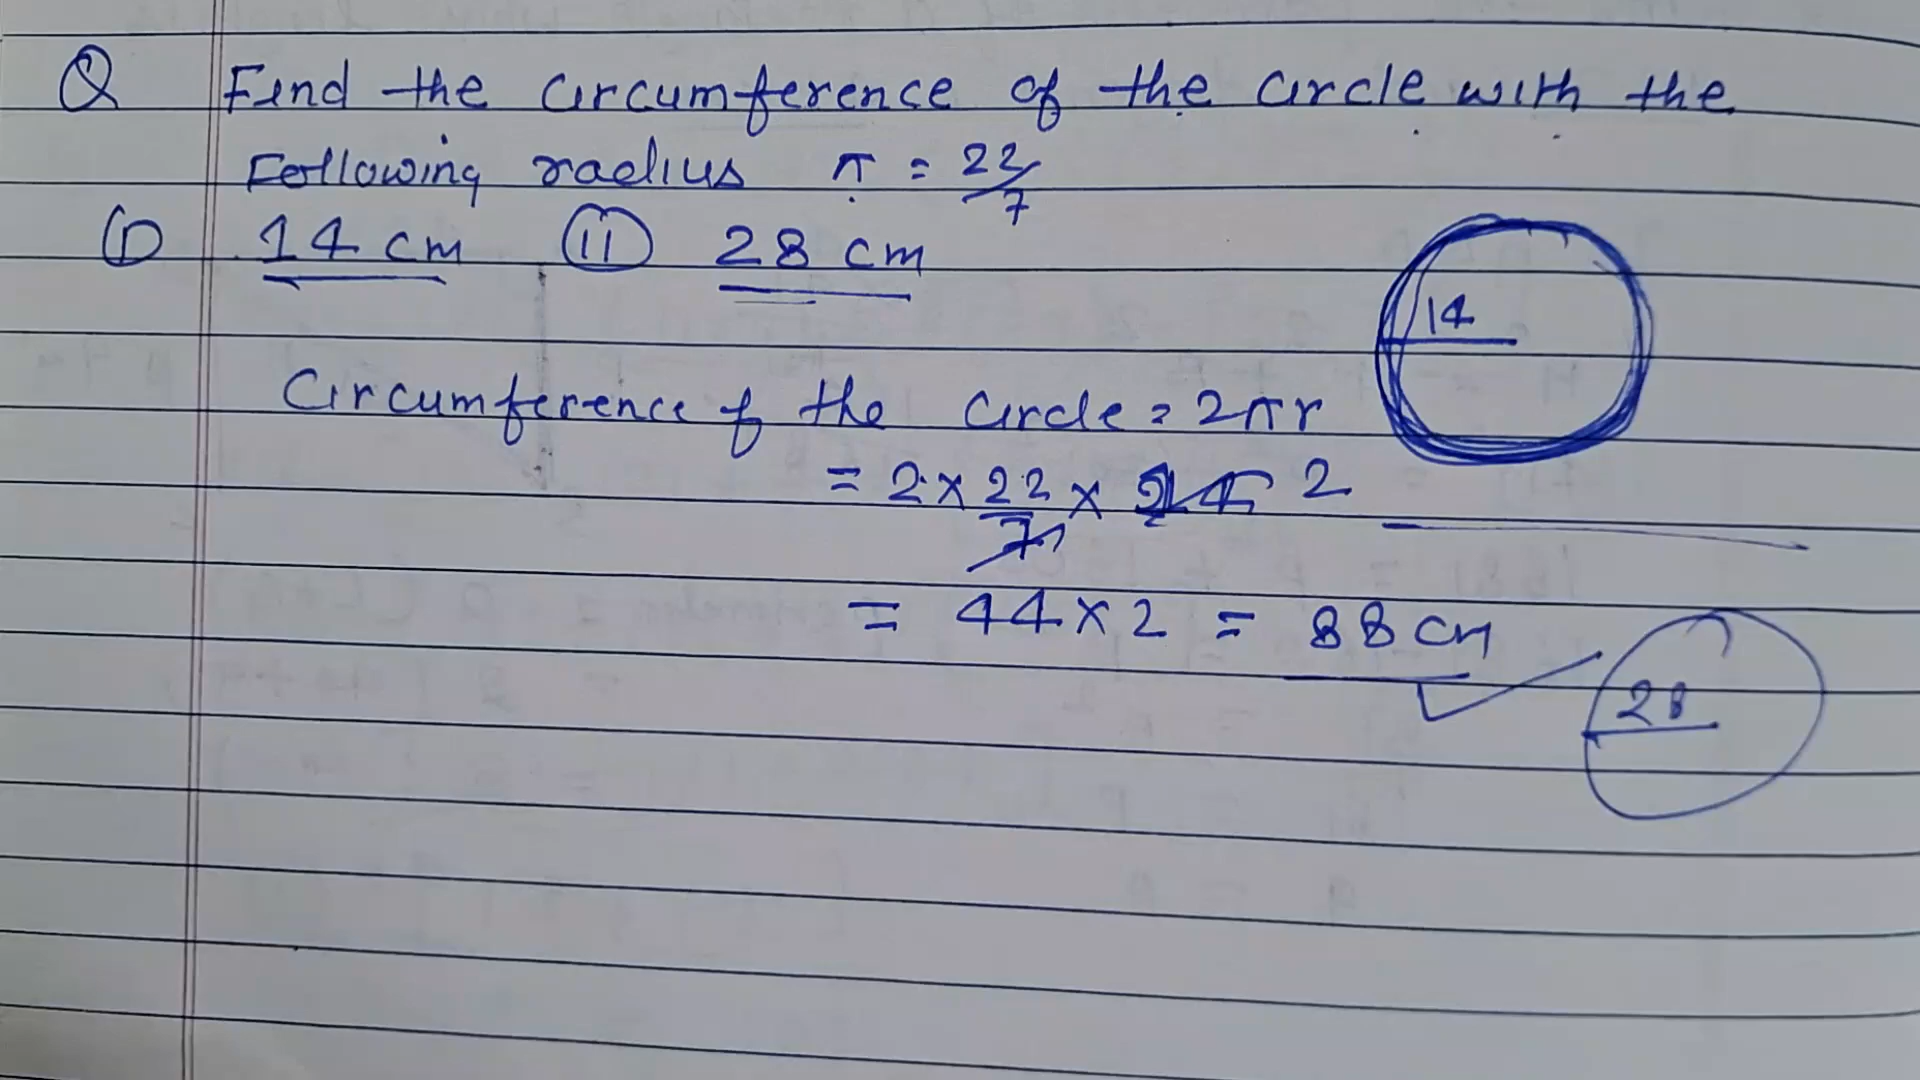 Q Find the circumference of the circle with the
Following radius π = 22/7
(i) 14 cm (ii) 28 cm
14
Circumference of the circle = 2πr
= 2 × 22/7 × 14 2
= 44 × 2 = 88 cm
28